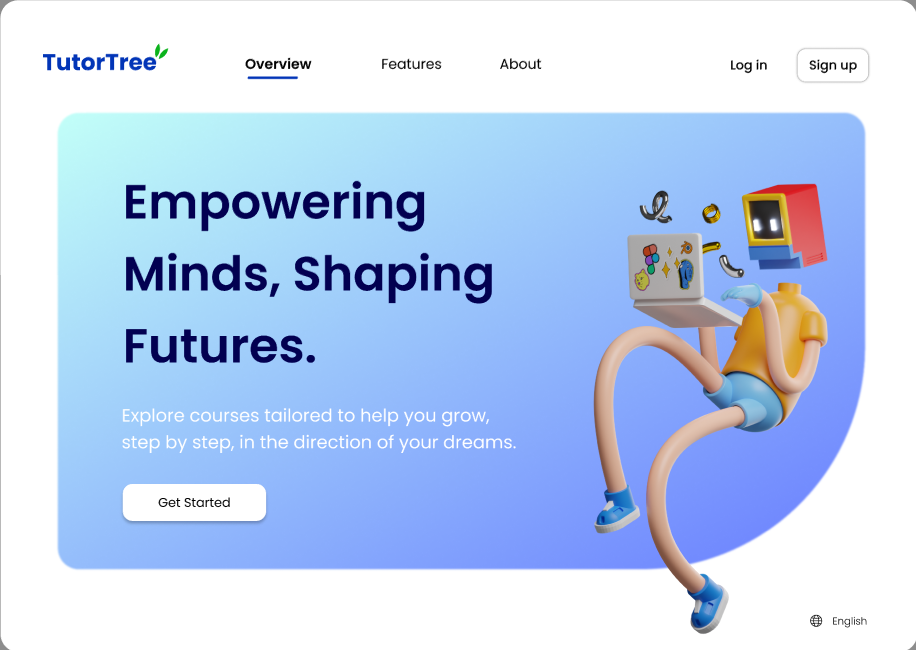 TutorTree
Overview
Features
About
Log in
Sign up
Empowering
Minds, Shaping
Futures.
Explore courses tailored to help you grow,
step by step, in the direction of your dreams.
Get Started
English